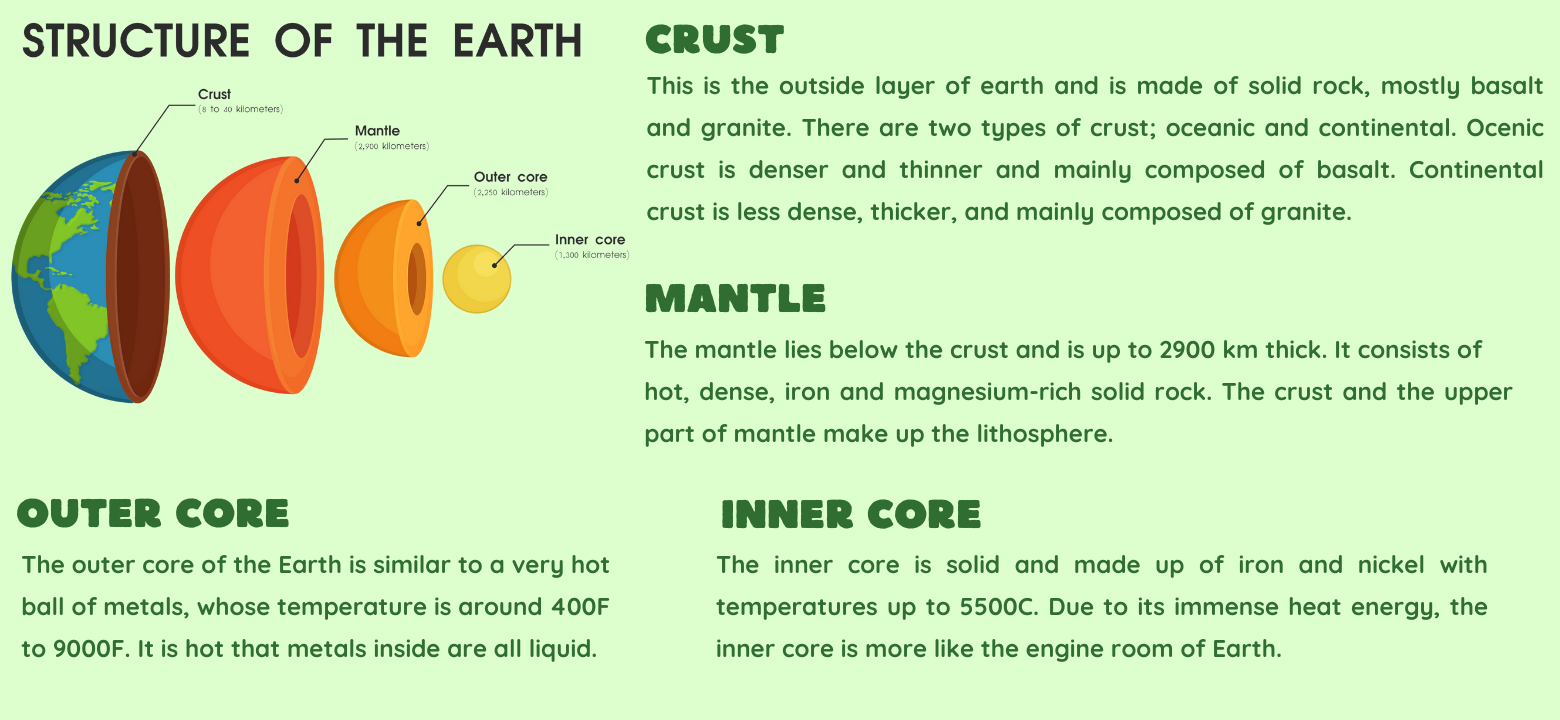 STRUCTURE OF THE EARTH
Crust
(8 to 40 kilometers)
Mantle
(2,900 kilometers)
Outer core
(2,250 kilometers)
Inner core
(1,300 kilometers)
CRUST
This is the outside layer of earth and is made of solid rock, mostly basalt
and granite. There are two types of crust; oceanic and continental. Ocenic
crust is denser and thinner and mainly composed of basalt. Continental
crust is less dense, thicker, and mainly composed of granite.
MANTLE
The mantle lies below the crust and is up to 2900 km thick. It consists of
hot, dense, iron and magnesium-rich solid rock. The crust and the upper
part of mantle make up the lithosphere.
OUTER CORE
The outer core of the Earth is similar to a very hot
ball of metals, whose temperature is around 400F
to 9000F. It is hot that metals inside are all liquid.
INNER CORE
The inner core is solid and made up of iron and nickel with
temperatures up to 5500C. Due to its immense heat energy, the
inner core is more like the engine room of Earth.